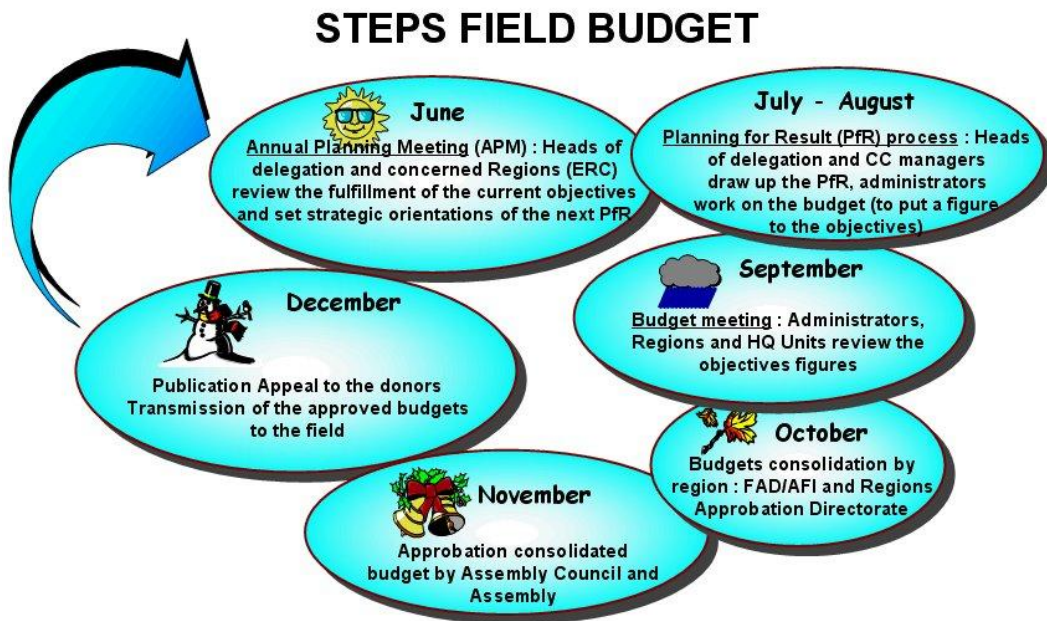 STEPS FIELD BUDGET
June
Annual Planning Meeting (APM) : Heads of
delegation and concerned Regions (ERC)
review the fulfillment of the current objectives
and set strategic orientations of the next PfR
July - August
Planning for Result (PfR) process : Heads
of delegation and CC managers
draw up the PfR, administrators
work on the budget (to put a figure
to the objectives)
September
Budget meeting : Administrators,
Regions and HQ Units review the
objectives figures
October
Budgets consolidation by
region : FAD/AFI and Regions
Approbation Directorate
November
Approbation consolidated
budget by Assembly Council and
Assembly
December
Publication Appeal to the donors
Transmission of the approved budgets
to the field